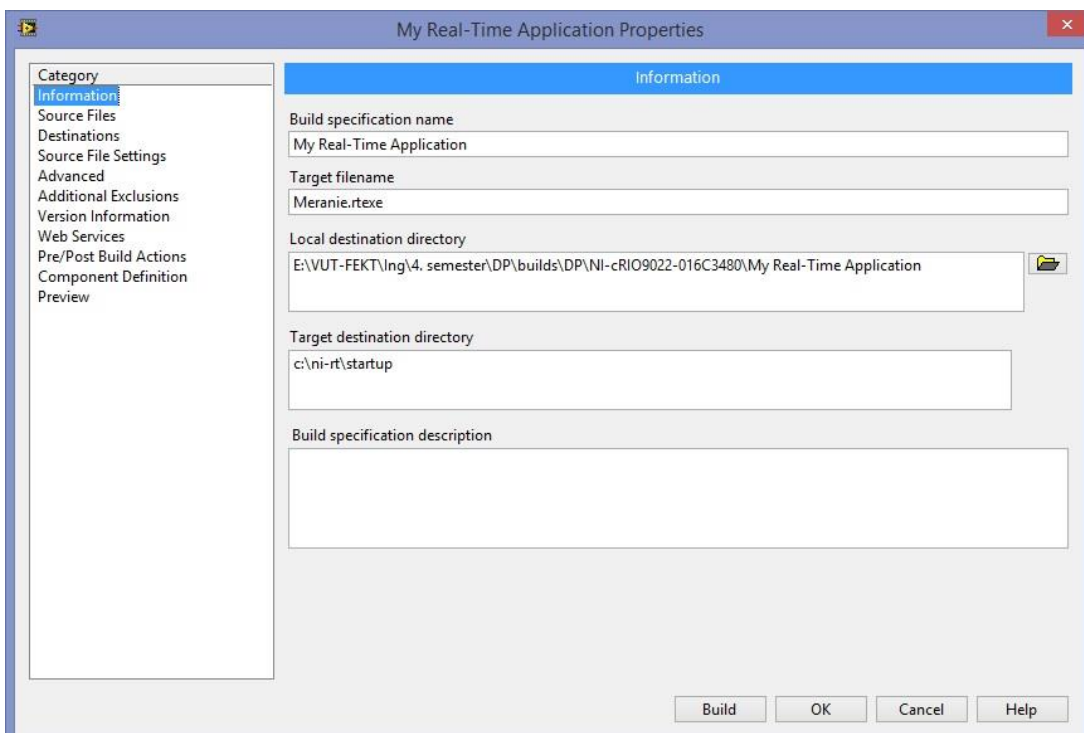 My Real-Time Application Properties
Category
Information
Source Files
Destinations
Source File Settings
Advanced
Additional Exclusions
Version Information
Web Services
Pre/Post Build Actions
Component Definition
Preview
Information
Build specification name
My Real-Time Application
Target filename
Meranie.rtexe
Local destination directory
E:\VUT-FEKT\Ing\4. semester\DP\builds\DP\NI-cRIO9022-016C3480\My Real-Time Application
Target destination directory
c:\ni-rt\startup
Build specification description
Build
OK
Cancel
Help